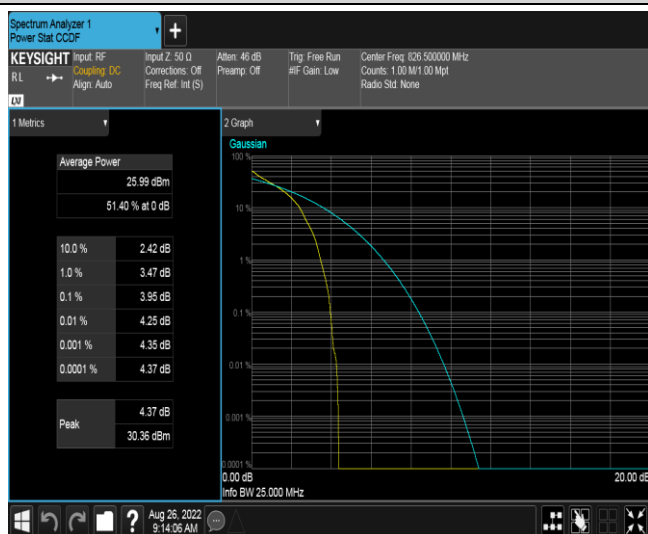 Spectrum Analyzer 1
Power Stat CCDF
KEYSIGHT
RL
LXI
Input: RF
Coupling: DC
Align: Auto
Input Z: 50 Ω
Corrections: Off
Freq Ref: Int (S)
Atten: 46 dB
Preamp: Off
Trig: Free Run
#IF Gain: Low
Center Freq: 826.500000 MHz
Counts: 1.00 M/1.00 Mpt
Radio Std: None
1 Metrics
Average Power
25.99 dBm
51.40 % at 0 dB
10.0 % 2.42 dB
1.0 % 3.47 dB
0.1 % 3.95 dB
0.01 % 4.25 dB
0.001 % 4.35 dB
0.0001 % 4.37 dB
Peak
4.37 dB
30.36 dBm
2 Graph
Gaussian
100 %
10 %
1 %
0.1 %
0.01 %
0.001 %
0.0001 %
0.00 dB 20.00 dB
Info BW 25.000 MHz
?
Aug 26, 2022
9:14:06 AM